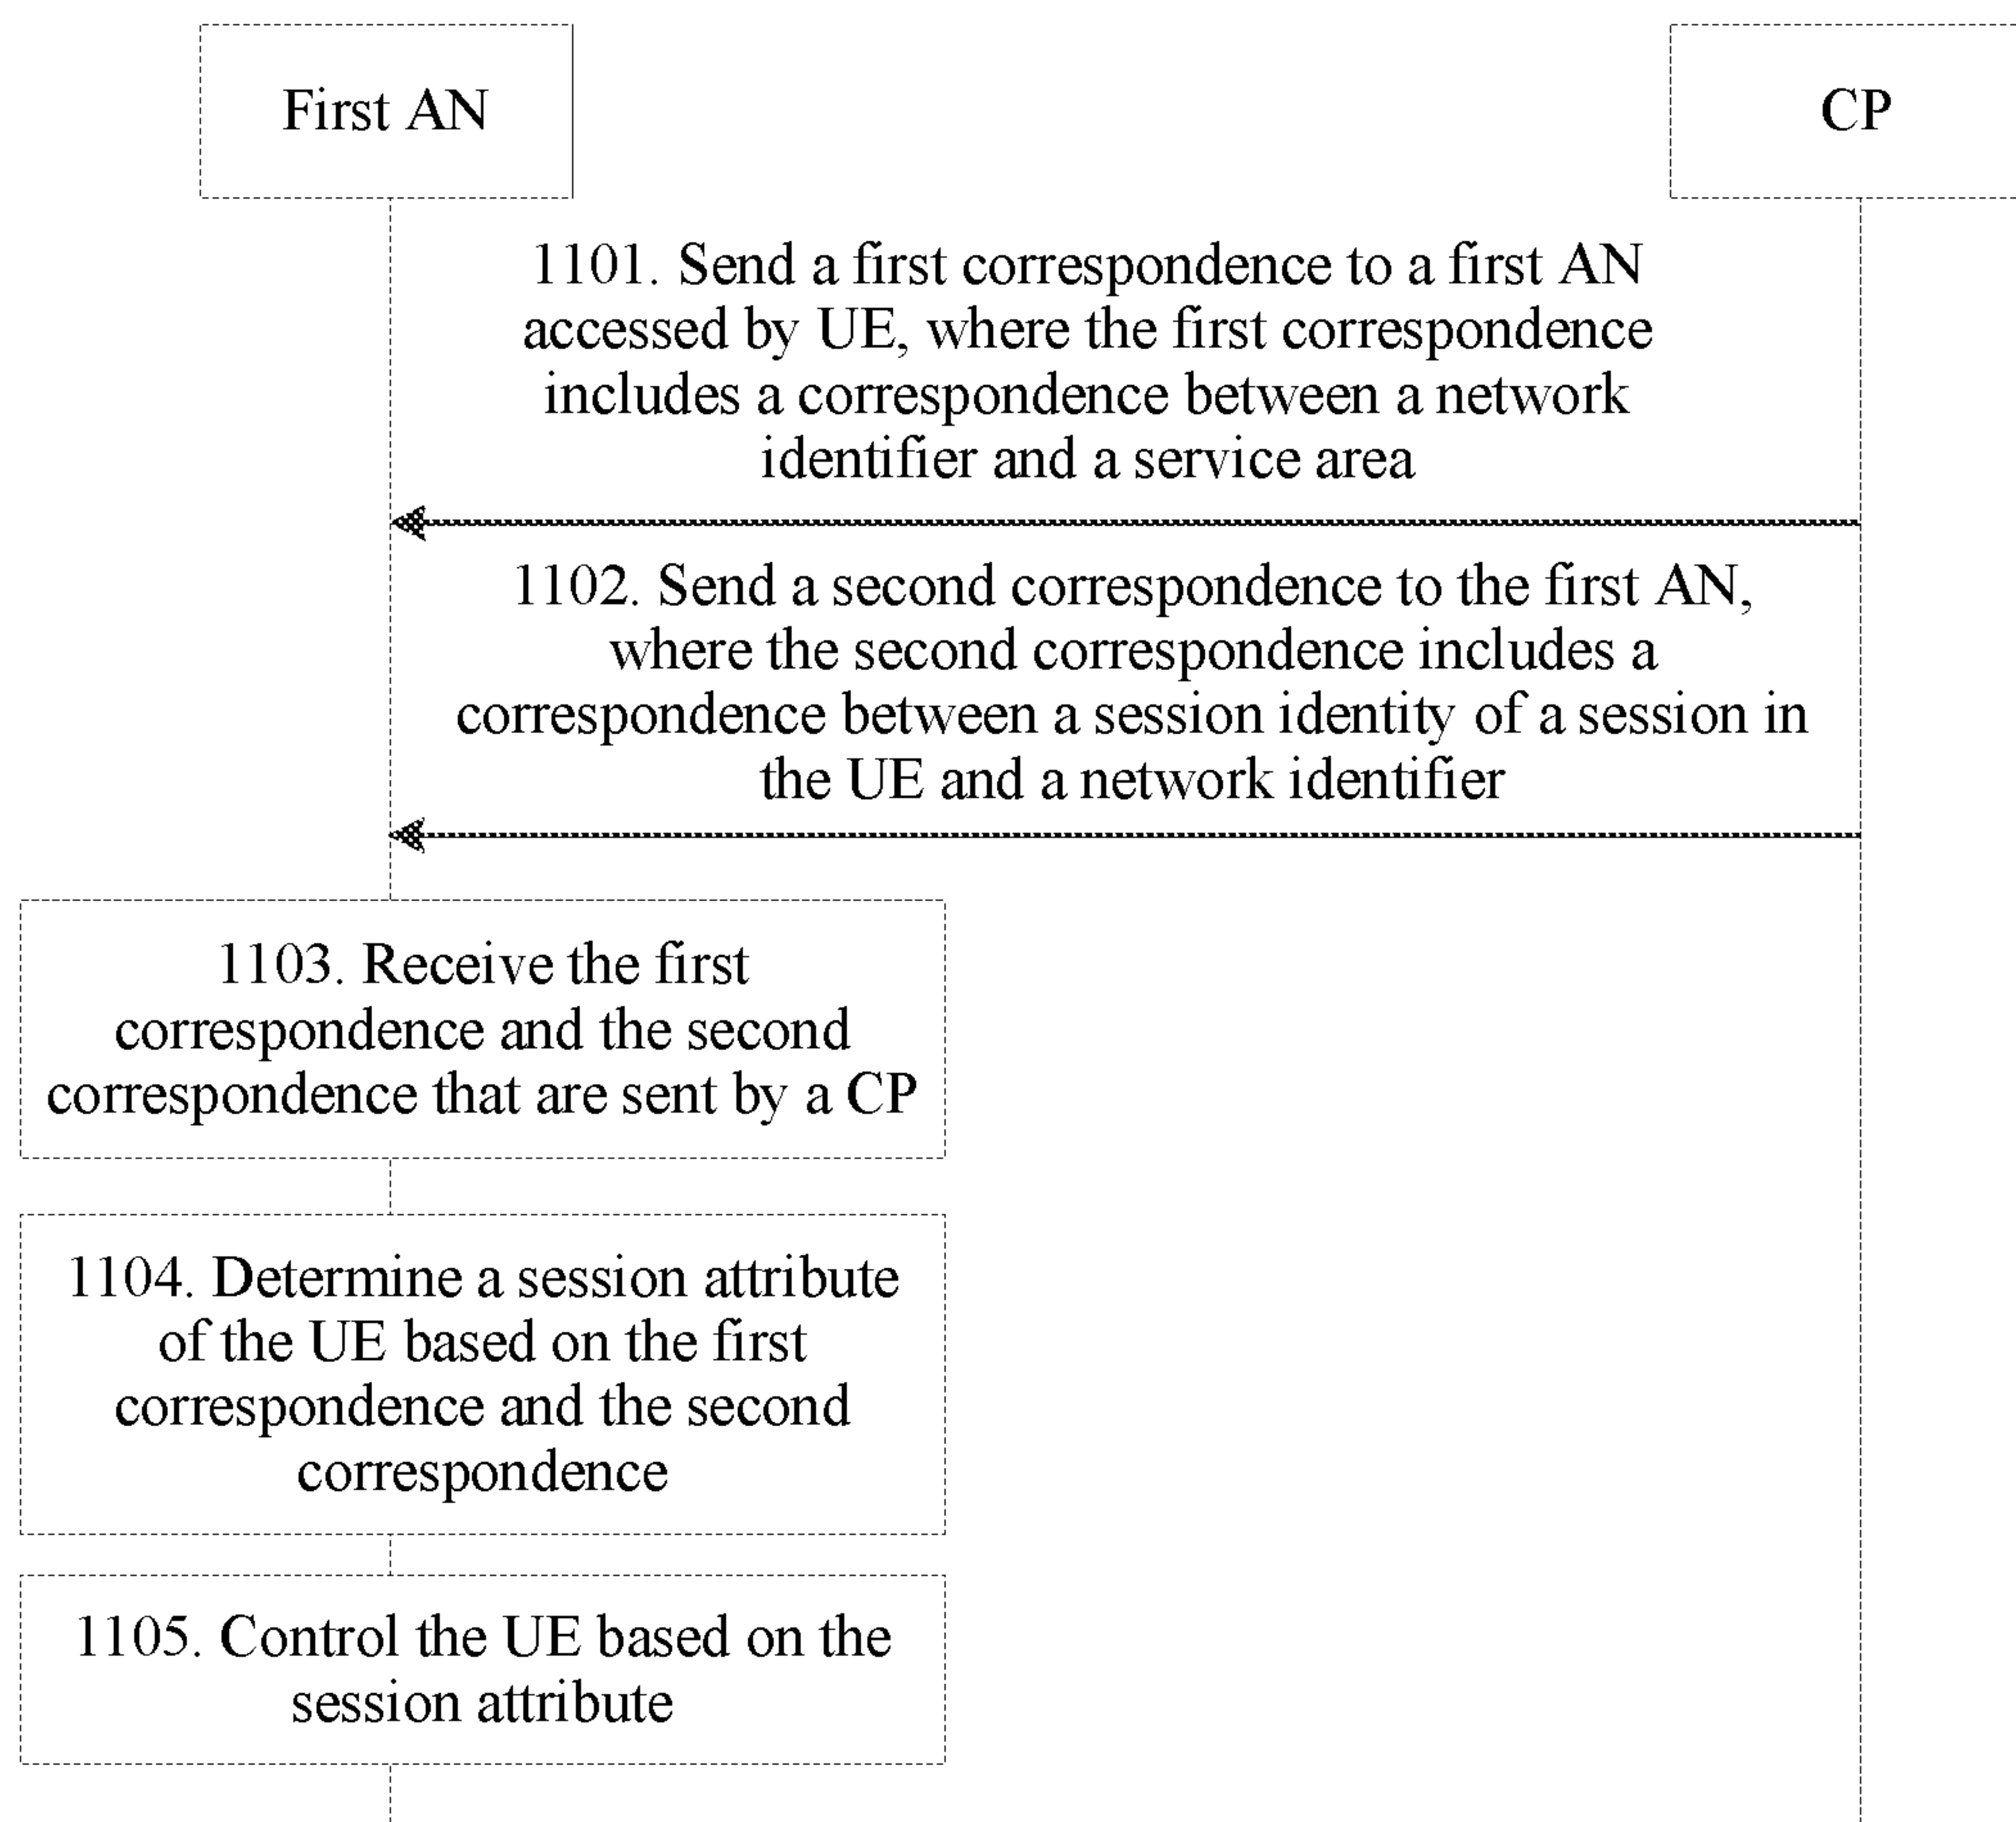 First AN
CP
1101. Send a first correspondence to a first AN
accessed by UE, where the first correspondence
includes a correspondence between a network
identifier and a service area
1102. Send a second correspondence to the first AN,
where the second correspondence includes a
correspondence between a session identity of a session in
the UE and a network identifier
1103. Receive the first
correspondence and the second
correspondence that are sent by a CP
1104. Determine a session attribute
of the UE based on the first
correspondence and the second
correspondence
1105. Control the UE based on the
session attribute